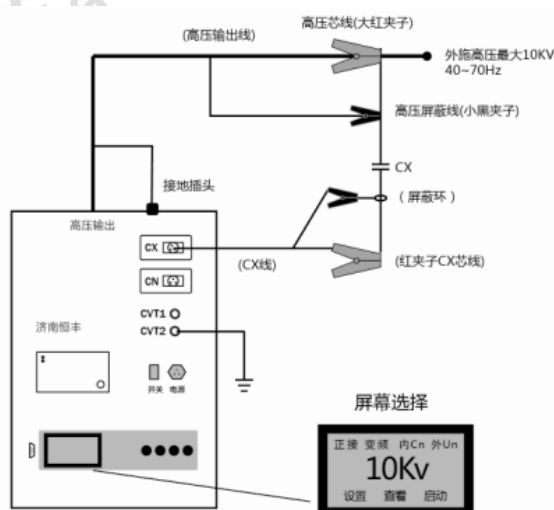 高压芯线(大红夹子)
(高压输出线)
外施高压最大10KV
40~70Hz
高压屏蔽线(小黑夹子)
CX
接地插头
(屏蔽环)
高压输出
CX
(CX线)
(红夹子CX芯线)
CN
CVT1
CVT2
济南恒丰
开关 电源
屏幕选择
正接 变频 内Cn 外Un
10Kv
设置 查看 启动